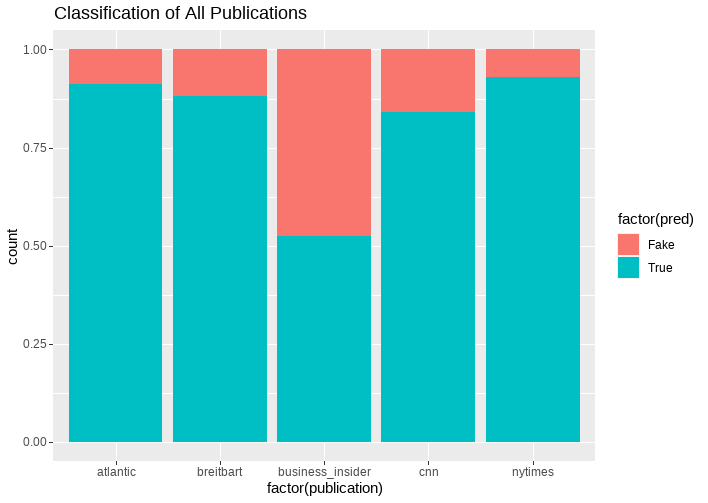 Classification of All Publications
count
1.00
0.75
0.50
0.25
0.00
atlantic
breitbart
business_insider
cnn
nytimes
factor(publication)
factor(pred)
Fake
True